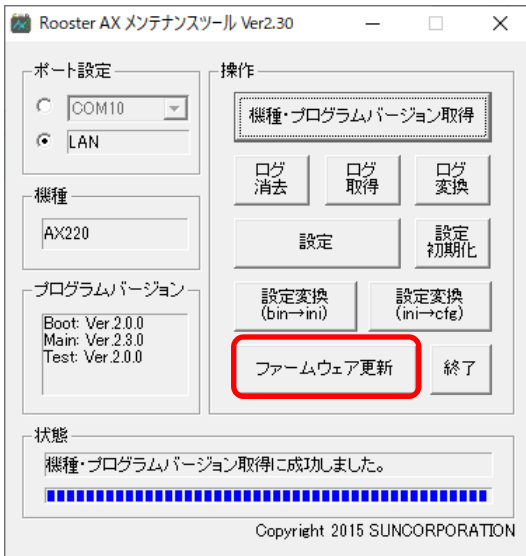 Rooster AX メンテナンスツール Ver2.30
ポート設定
COM10
LAN
機種
AX220
プログラムバージョン
Boot: Ver.2.0.0
Main: Ver.2.3.0
Test: Ver.2.0.0
操作
機種・プログラムバージョン取得
ログ
消去
ログ
取得
ログ
変換
設定
設定
初期化
設定変換
(bin→ini)
設定変換
(ini→cfg)
ファームウェア更新
終了
状態
機種・プログラムバージョン取得に成功しました。
Copyright 2015 SUNCORPORATION